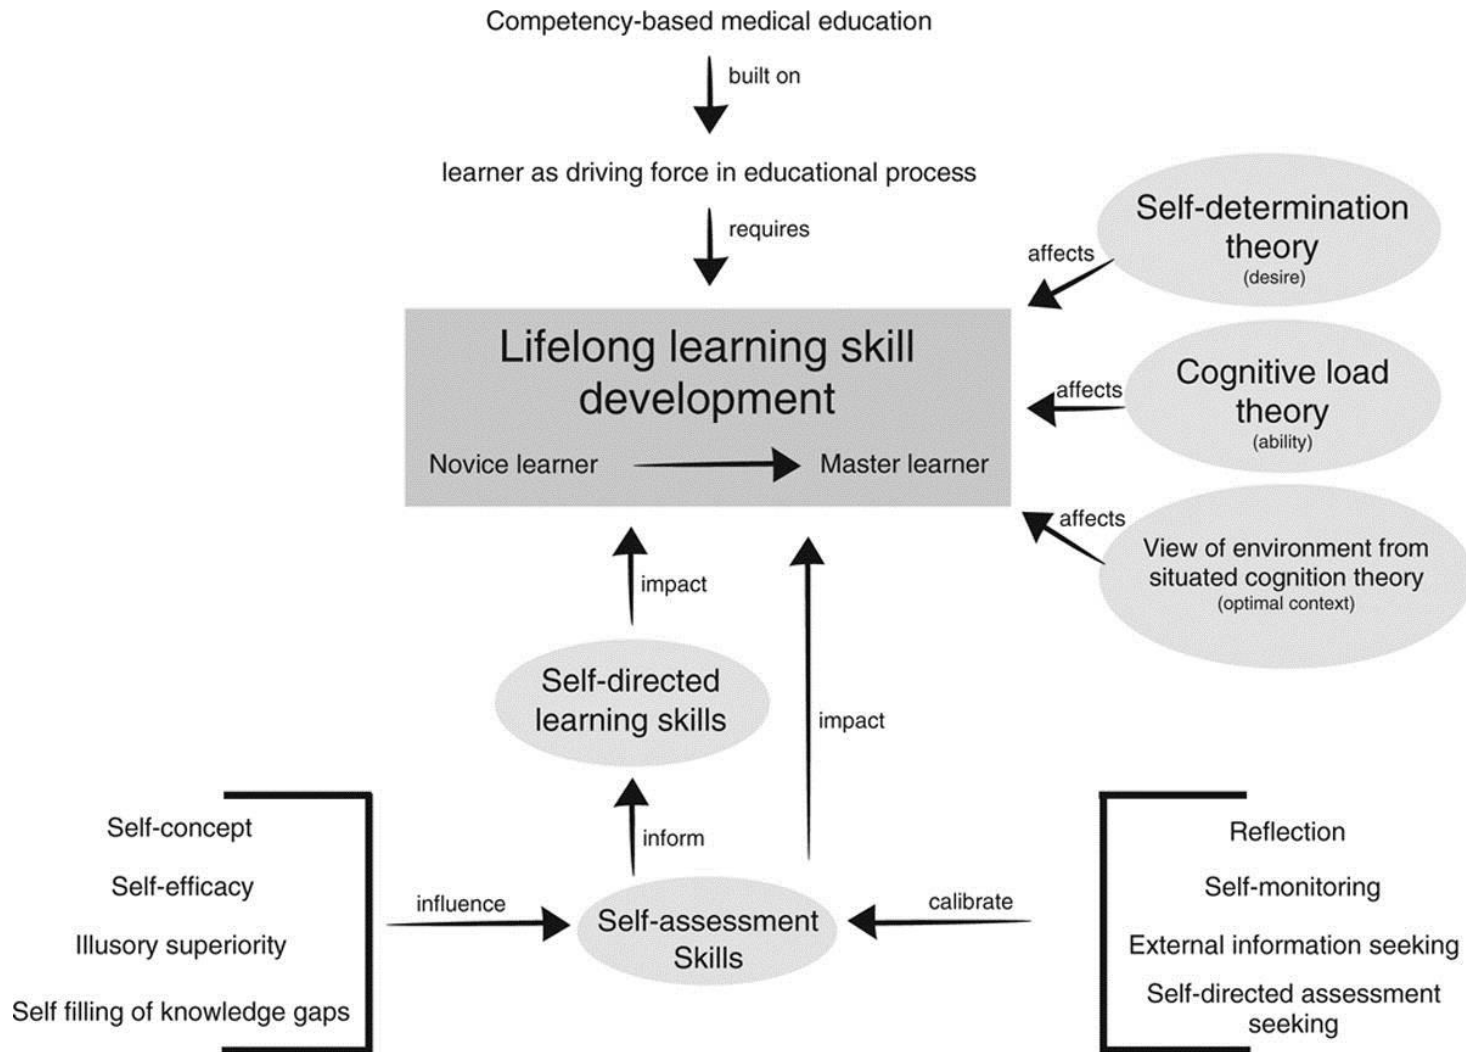 Competency-based medical education
built on
learner as driving force in educational process
requires
Self-determination
theory
(desire)
affects
Lifelong learning skill
development
Novice learner
Master learner
Cognitive load
theory
(ability)
affects
View of environment from
situated cognition theory
(optimal context)
affects
impact
Self-directed
learning skills
impact
inform
Self-concept
Self-efficacy
Illusory superiority
Self filling of knowledge gaps
influence
Self-assessment
Skills
calibrate
Reflection
Self-monitoring
External information seeking
Self-directed assessment
seeking